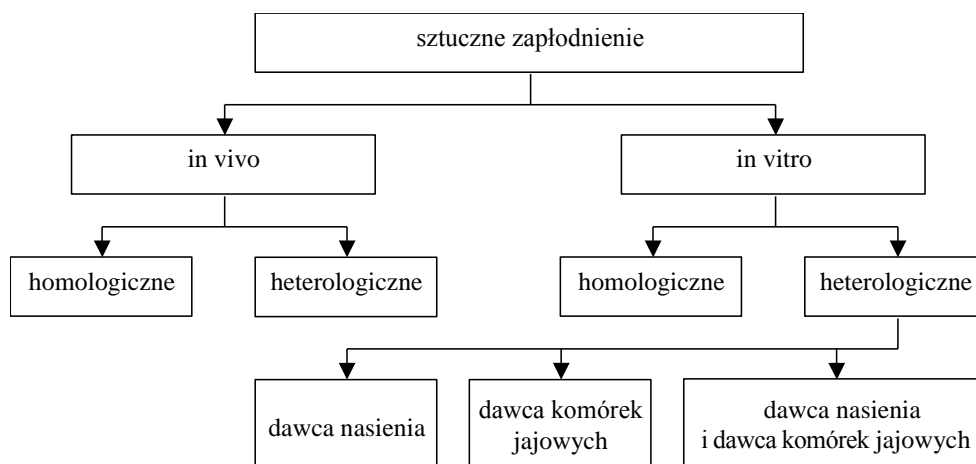 sztuczne zapłodnienie
in vivo
in vitro
homologiczne
heterologiczne
homologiczne
heterologiczne
dawca nasienia
dawca komórek
jajowych
dawca nasienia
i dawca komórek jajowych